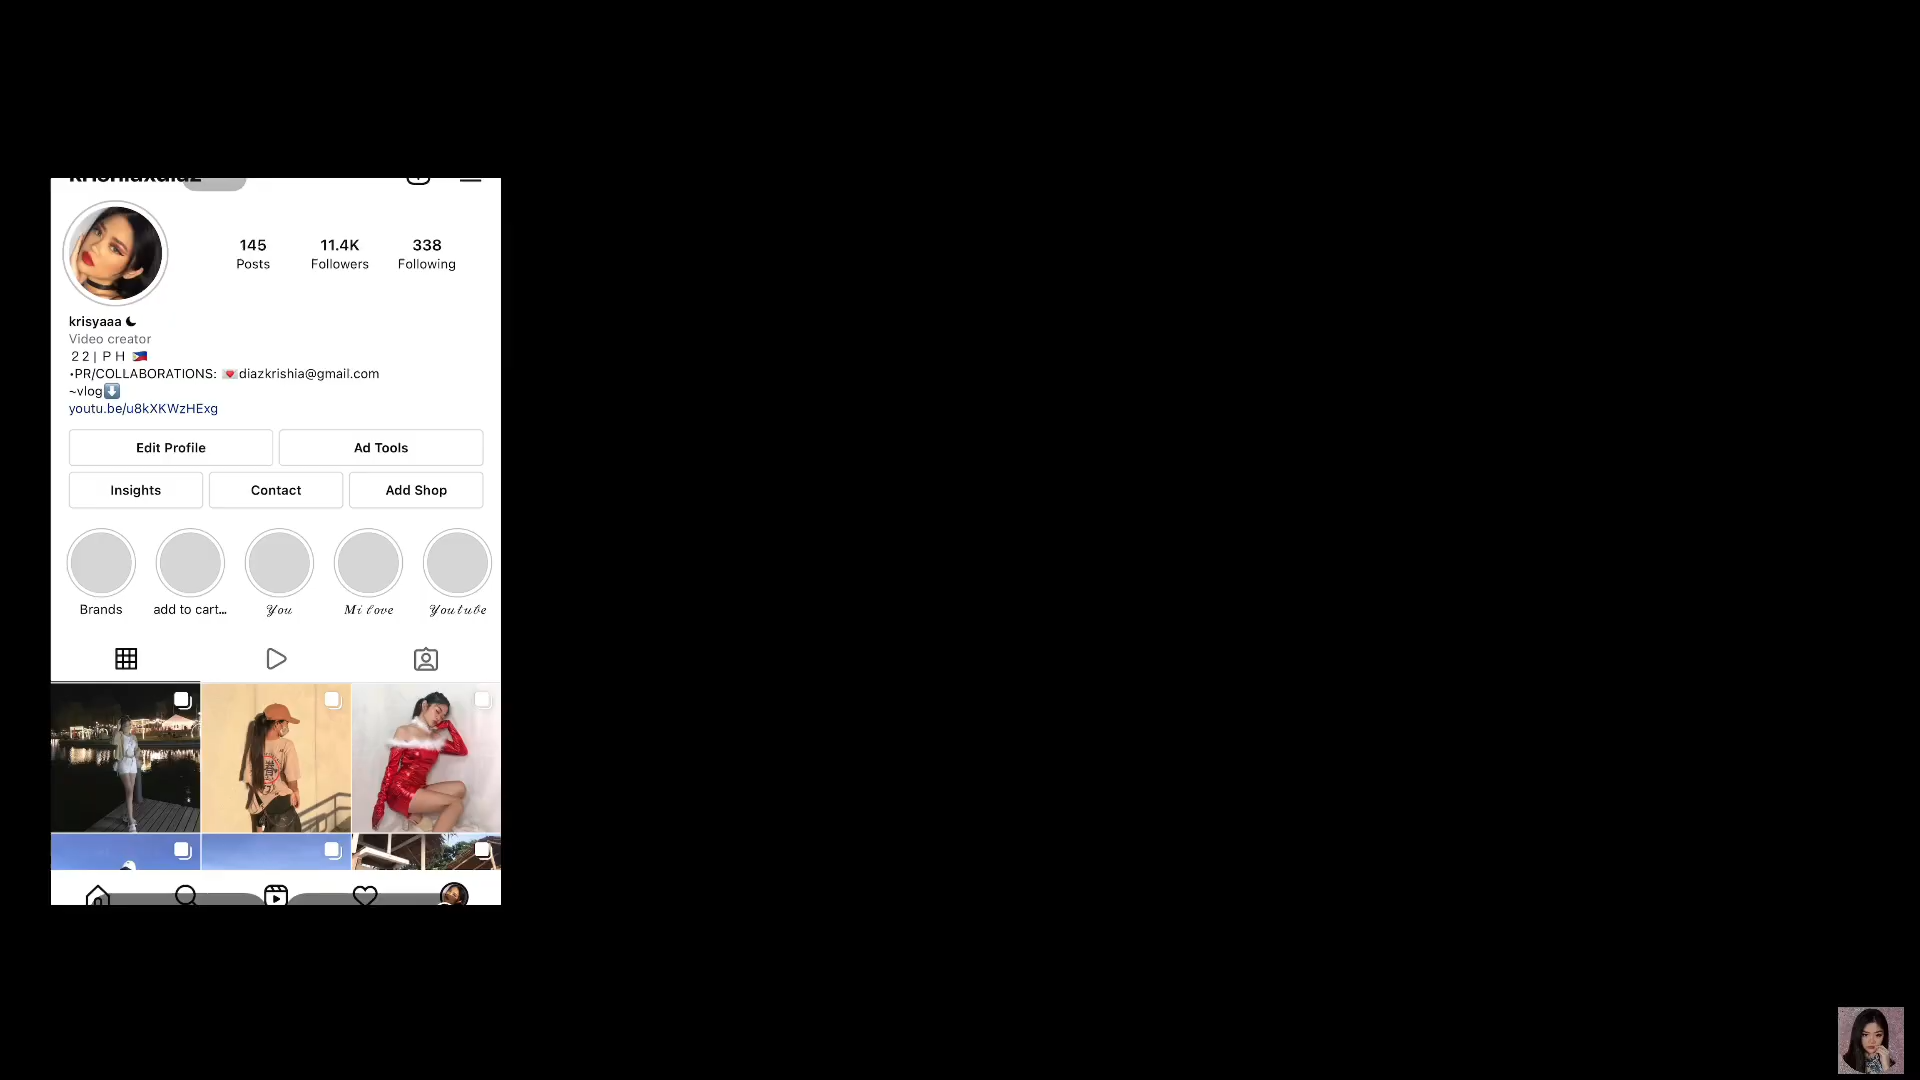 krishiaxdiaz
145
11.4K
338
Posts
Followers
Following
krisyaaa
Video creator
22| PH 🇵🇭
•PR/COLLABORATIONS: 💌diazkrishia@gmail.com
~vlog⬇️
youtu.be/u8kXKWzHExg
Edit Profile
Ad Tools
Insights
Contact
Add Shop
Brands
add to cart...
You
Mi love
Youtube